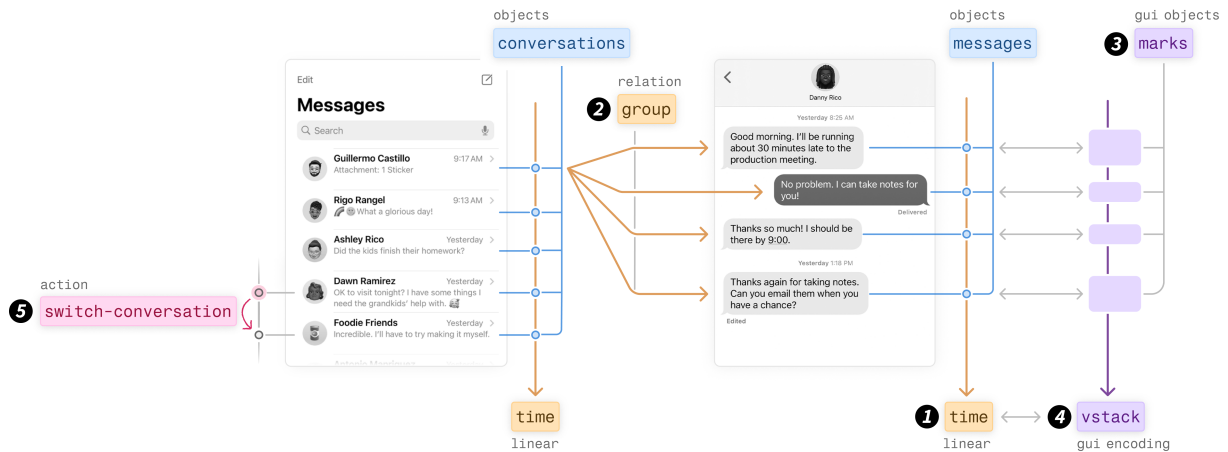 objects
conversations
Edit
Messages
Search
Guillermo Castillo 9:17 AM
Attachment: 1 Sticker
Rigo Rangel 9:13 AM
🌈🙂What a glorious day!
Ashley Rico Yesterday
Did the kids finish their homework?
Dawn Ramirez Yesterday
OK to visit tonight? I have some things I
need the grandkids' help with.
Foodie Friends Yesterday
Incredible. I'll have to try making it myself.
action
5 switch-conversation
time
linear
relation
2 group
Danny Rico
Yesterday 8:25 AM
Good morning. I'll be running
about 30 minutes late to the
production meeting.
No problem. I can take notes for
you!
Delivered
Thanks so much! I should be
there by 9:00.
Yesterday 1:18 PM
Thanks again for taking notes.
Can you email them when you
have a chance?
Edited
objects
messages
1 time
linear
gui objects
3 marks
4 vstack
gui encoding